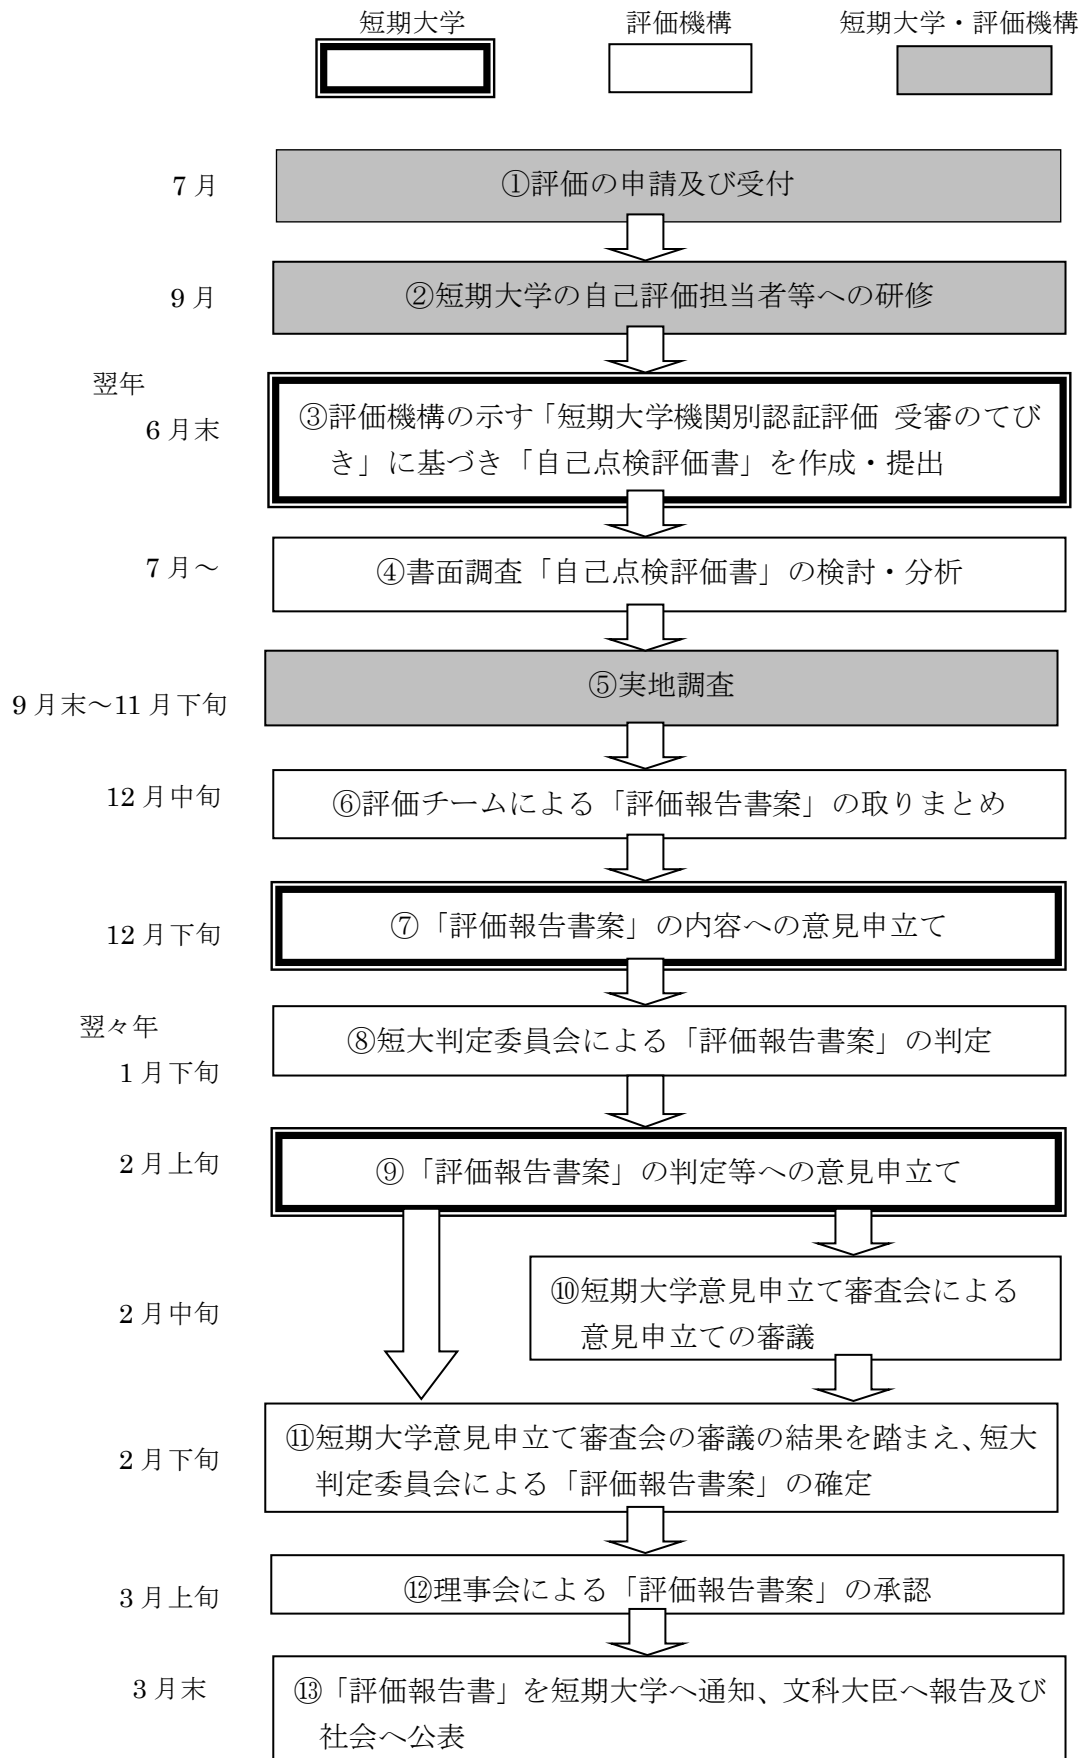 短期大学
評価機構
短期大学・評価機構
7月
①評価の申請及び受付
9月
②短期大学の自己評価担当者等への研修
翌年
6月末
③評価機構の示す「短期大学機関別認証評価 受審のてび
き」に基づき「自己点検評価書」を作成・提出
7月～
④書面調査「自己点検評価書」の検討・分析
9月末～11月下旬
⑤実地調査
12月中旬
⑥評価チームによる「評価報告書案」の取りまとめ
12月下旬
⑦「評価報告書案」の内容への意見申立て
翌々年
1月下旬
⑧短大判定委員会による「評価報告書案」の判定
2月上旬
⑨「評価報告書案」の判定等への意見申立て
2月中旬
⑩短期大学意見申立て審査会による
意見申立ての審議
2月下旬
⑪短期大学意見申立て審査会の審議の結果を踏まえ、短大
判定委員会による「評価報告書案」の確定
3月上旬
⑫理事会による「評価報告書案」の承認
3月末
⑬「評価報告書」を短期大学へ通知、文科大臣へ報告及び
社会へ公表